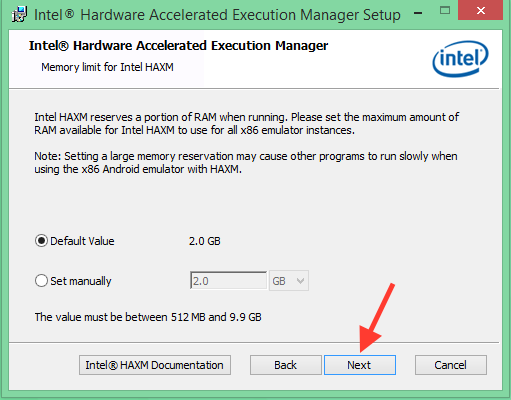 Intel® Hardware Accelerated Execution Manager Setup
Intel® Hardware Accelerated Execution Manager
Memory limit for Intel HAXM
intel
Intel HAXM reserves a portion of RAM when running. Please set the maximum amount of
RAM available for Intel HAXM to use for all x86 emulator instances.
Note: Setting a large memory reservation may cause other programs to run slowly when
using the x86 Android emulator with HAXM.
Default Value 2.0 GB
Set manually 2.0 GB
The value must be between 512 MB and 9.9 GB
Intel® HAXM Documentation Back Next Cancel